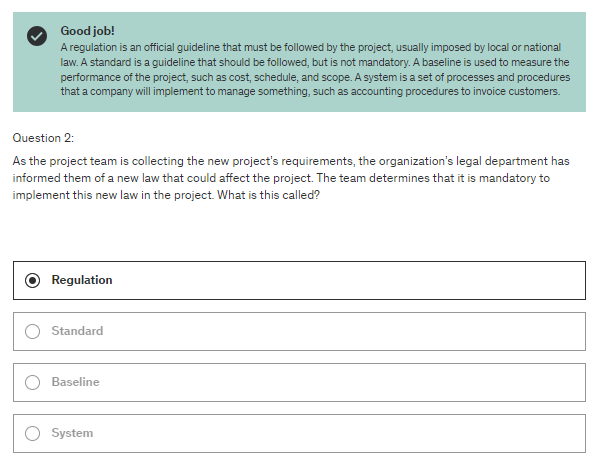 Good job!
A regulation is an official guideline that must be followed by the project, usually imposed by local or national
law. A standard is a guideline that should be followed, but is not mandatory. A baseline is used to measure the
performance of the project, such as cost, schedule, and scope. A system is a set of processes and procedures
that a company will implement to manage something, such as accounting procedures to invoice customers.
Question 2:
As the project team is collecting the new project's requirements, the organization's legal department has
informed them of a new law that could affect the project. The team determines that it is mandatory to
implement this new law in the project. What is this called?
Regulation
Standard
Baseline
System